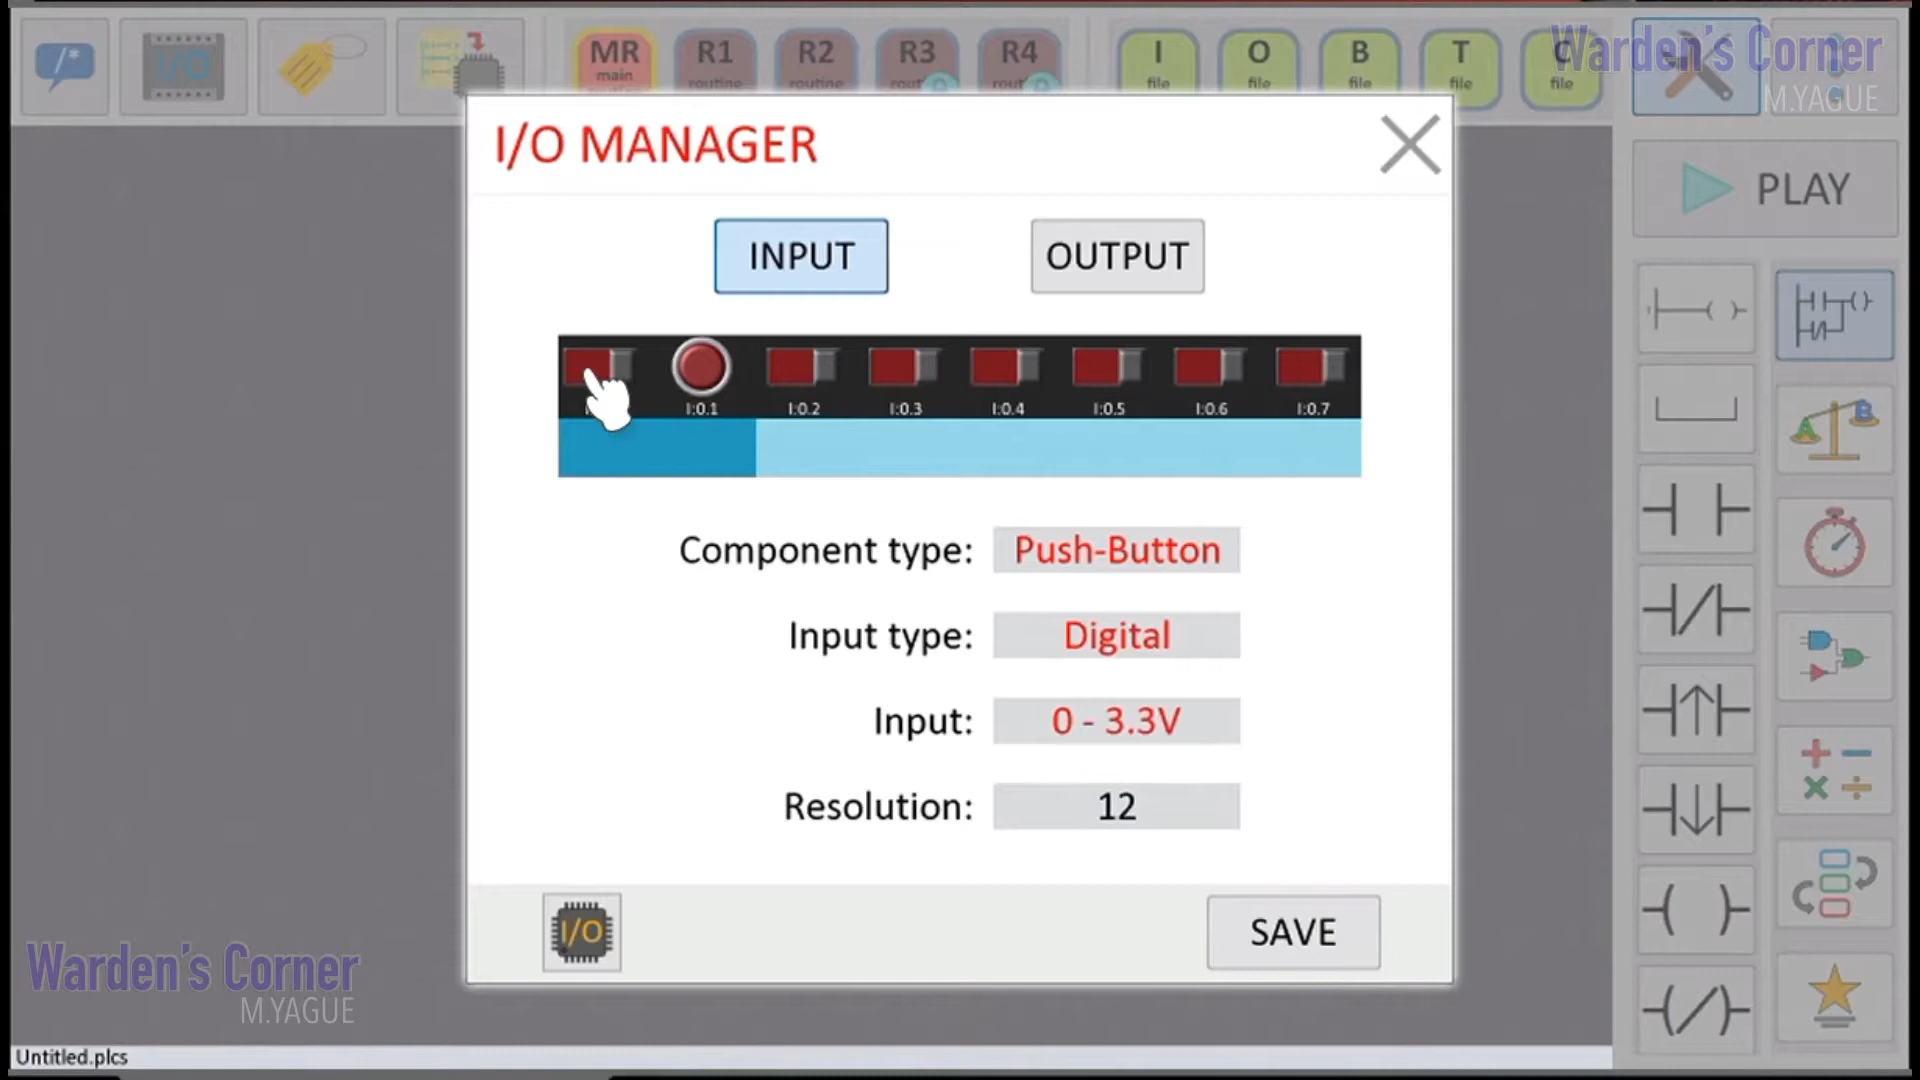 /*
I/O
MR
main
routine
R1
routine
R2
routine
R3
R4
I
file
O
file
B
file
T
file
C
file
Warden's Corner
M.YAGUE
I/O MANAGER
PLAY
INPUT
OUTPUT
I:0.1
I:0.2
I:0.3
I:0.4
I:0.5
I:0.6
I:0.7
Component type: Push-Button
Input type: Digital
Input: 0 - 3.3V
Resolution: 12
A
B
I/O
SAVE
Warden's Corner
M.YAGUE
Untitled.plcs